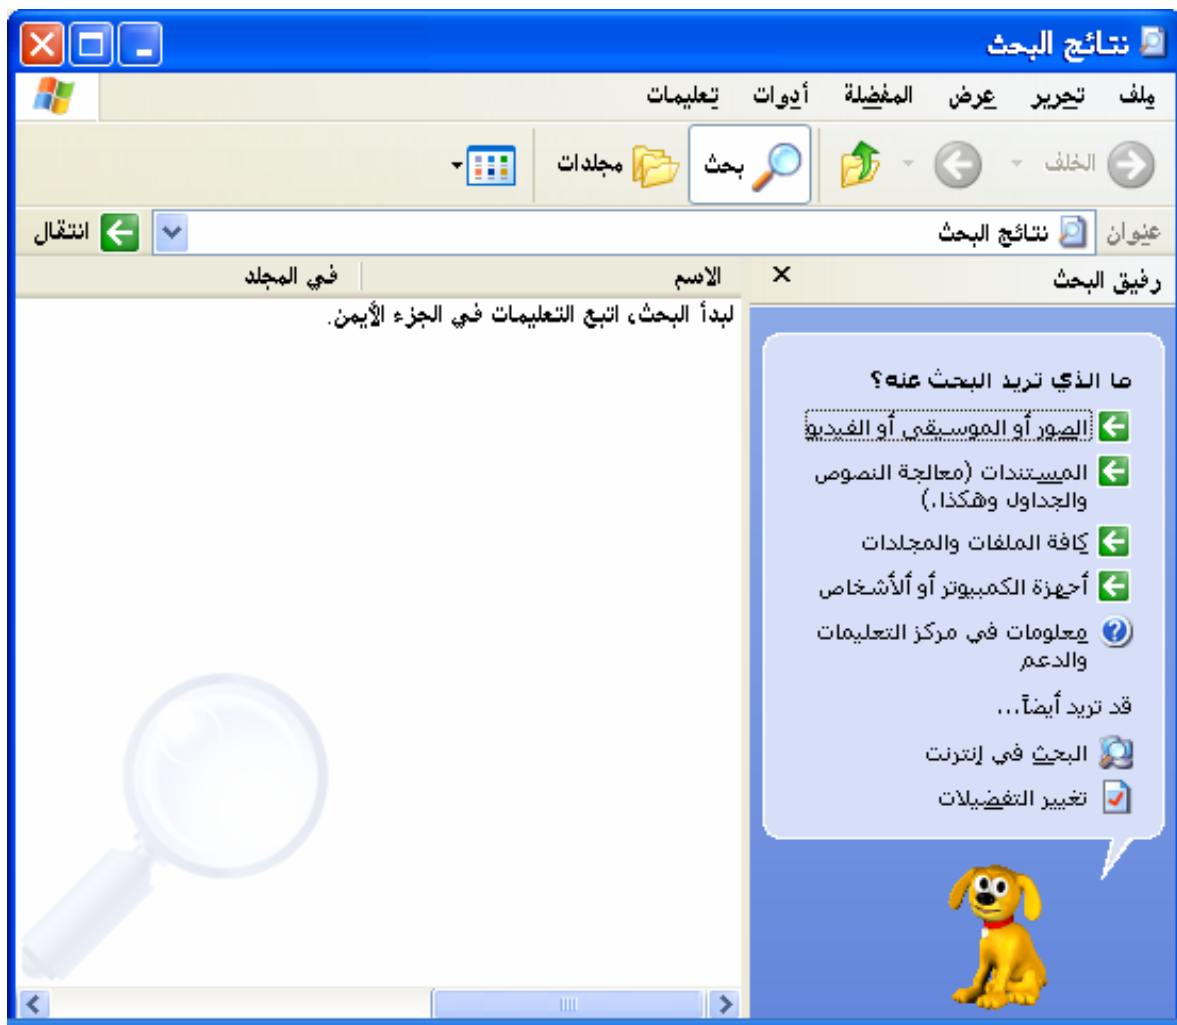 نتائج البحث
ملف تحرير عرض المفضلة أدوات تعليمات
الخلف بحث مجلدات
عنوان نتائج البحث انتقال
رفيق البحث
الاسم في المجلد
لبدأ البحث، اتبع التعليمات في الجزء الأيمن.
ما الذي تريد البحث عنه؟
الصور أو الموسيقى أو الفيديو
المستندات (معالجة النصوص
والجداول وهكذا.)
كافة الملفات والمجلدات
أجهزة الكمبيوتر أو ألأشخاص
معلومات في مركز التعليمات
والدعم
قد تريد أيضاً...
البحث في إنترنت
تغيير التفضيلات